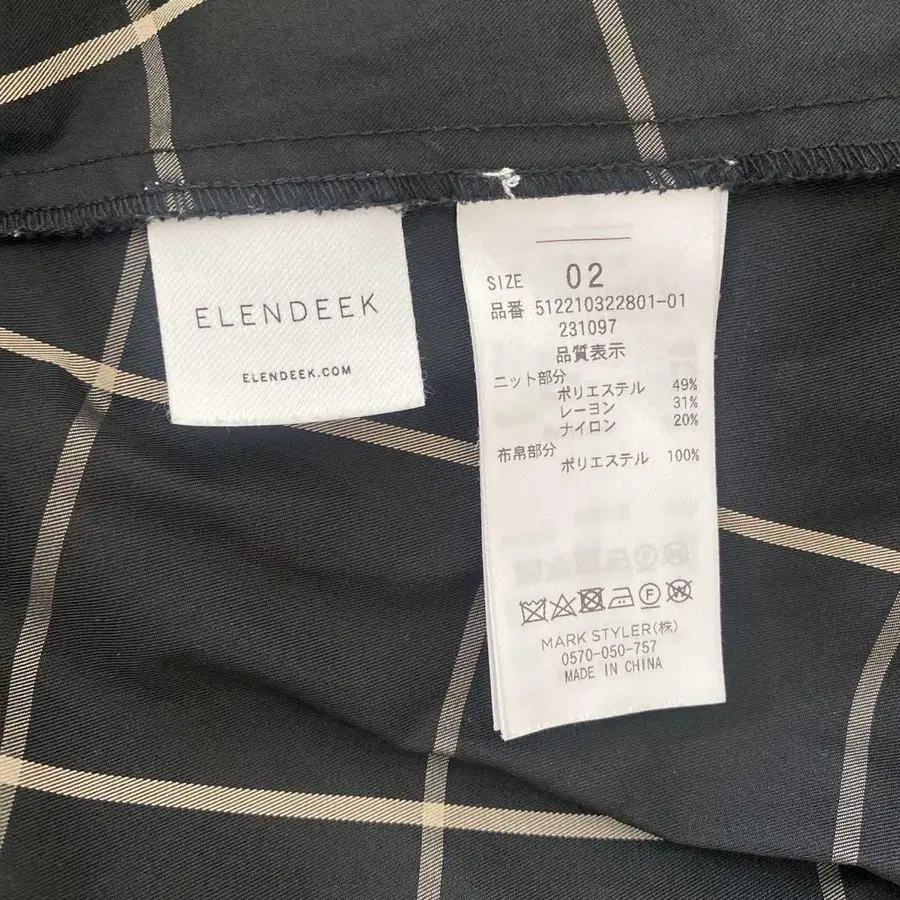 ELENDEEK
ELENDEEK.COM
SIZE 02
品番 512210322801-01
231097
品質表示
ニット部分
ポリエステル 49%
レーヨン 31%
ナイロン 20%
布帛部分
ポリエステル 100%
F
W
MARK STYLER(株)
0570-050-757
MADE IN CHINA